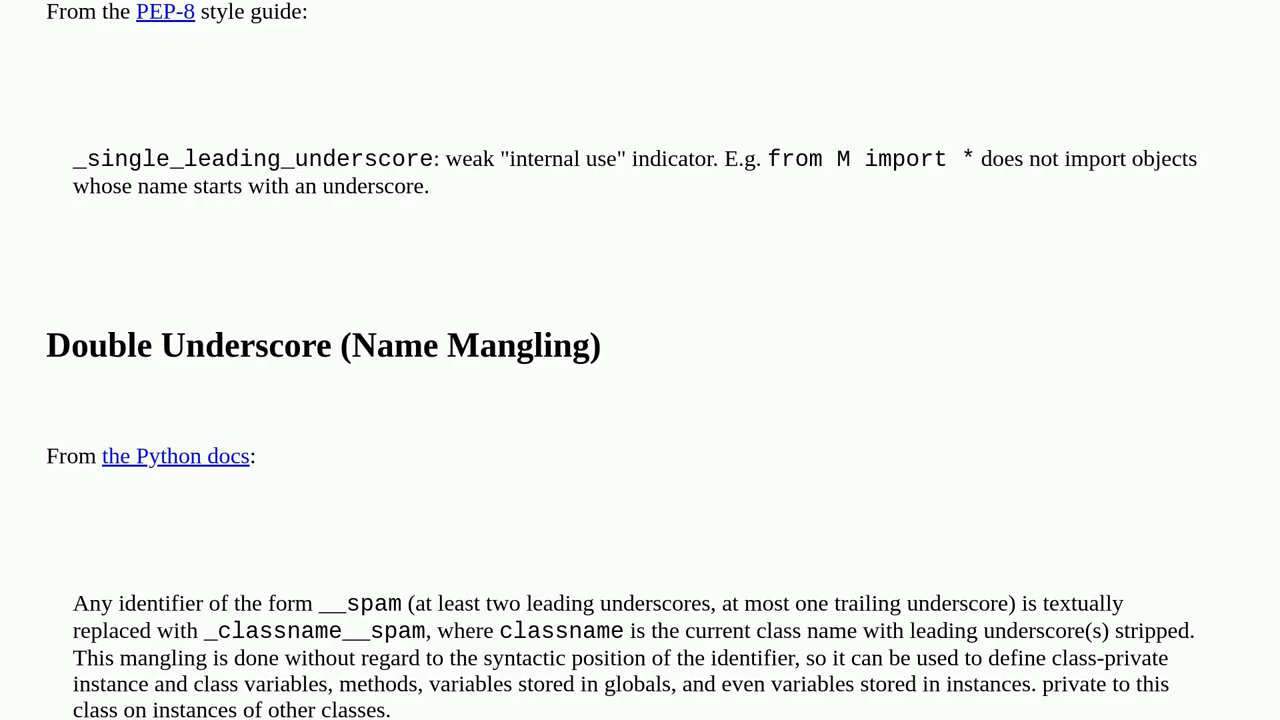 From the PEP-8 style guide:
_single_leading_underscore: weak "internal use" indicator. E.g. from M import * does not import objects
whose name starts with an underscore.
Double Underscore (Name Mangling)
From the Python docs:
Any identifier of the form __spam (at least two leading underscores, at most one trailing underscore) is textually
replaced with _classname__spam, where classname is the current class name with leading underscore(s) stripped.
This mangling is done without regard to the syntactic position of the identifier, so it can be used to define class-private
instance and class variables, methods, variables stored in globals, and even variables stored in instances. private to this
class on instances of other classes.